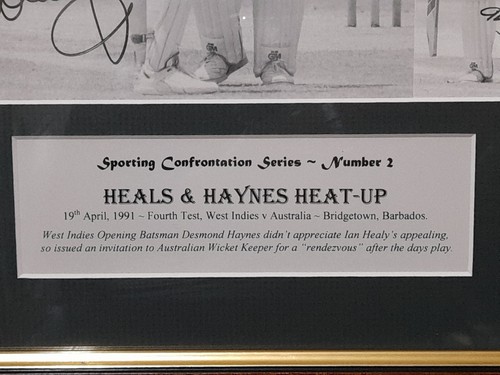 Sporting Confrontation Series ~ Number 2
HEALS & HAYNES HEAT-UP
19th April, 1991 ~ Fourth Test, West Indies v Australia ~ Bridgetown, Barbados.
West Indies Opening Batsman Desmond Haynes didn't appreciate Ian Healy's appealing,
so issued an invitation to Australian Wicket Keeper for a "rendezvous" after the days play.